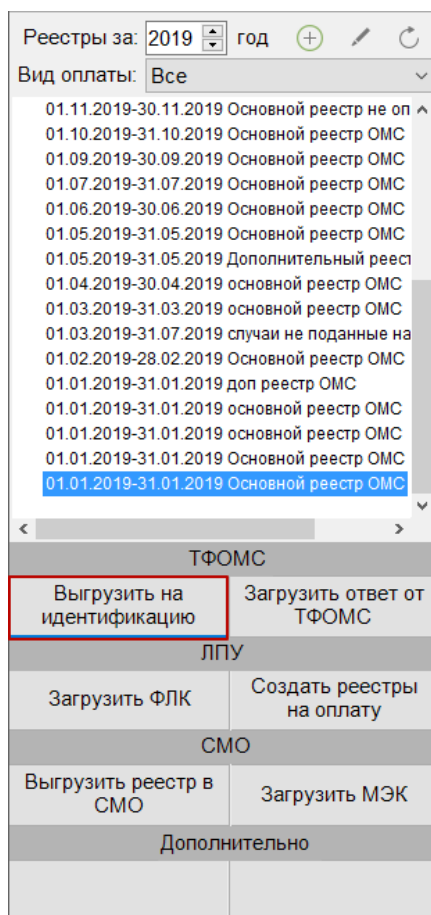 Реестры за: 2019 год
Вид оплаты: Все
01.11.2019-30.11.2019 Основной реестр не оп
01.10.2019-31.10.2019 Основной реестр ОМС
01.09.2019-30.09.2019 Основной реестр ОМС
01.07.2019-31.07.2019 Основной реестр ОМС
01.06.2019-30.06.2019 Основной реестр ОМС
01.05.2019-31.05.2019 Основной реестр ОМС
01.05.2019-31.05.2019 Дополнительный реест
01.04.2019-30.04.2019 основной реестр ОМС
01.03.2019-31.03.2019 основной реестр ОМС
01.03.2019-31.07.2019 случаи не поданные на
01.02.2019-28.02.2019 Основной реестр ОМС
01.01.2019-31.01.2019 доп реестр ОМС
01.01.2019-31.01.2019 основной реестр ОМС
01.01.2019-31.01.2019 основной реестр ОМС
01.01.2019-31.01.2019 Основной реестр ОМС
01.01.2019-31.01.2019 Основной реестр ОМС
ТФОМС
Выгрузить на
идентификацию
Загрузить ответ от
ТФОМС
ЛПУ
Загрузить ФЛК
Создать реестры
на оплату
СМО
Выгрузить реестр в
СМО
Загрузить МЭК
Дополнительно